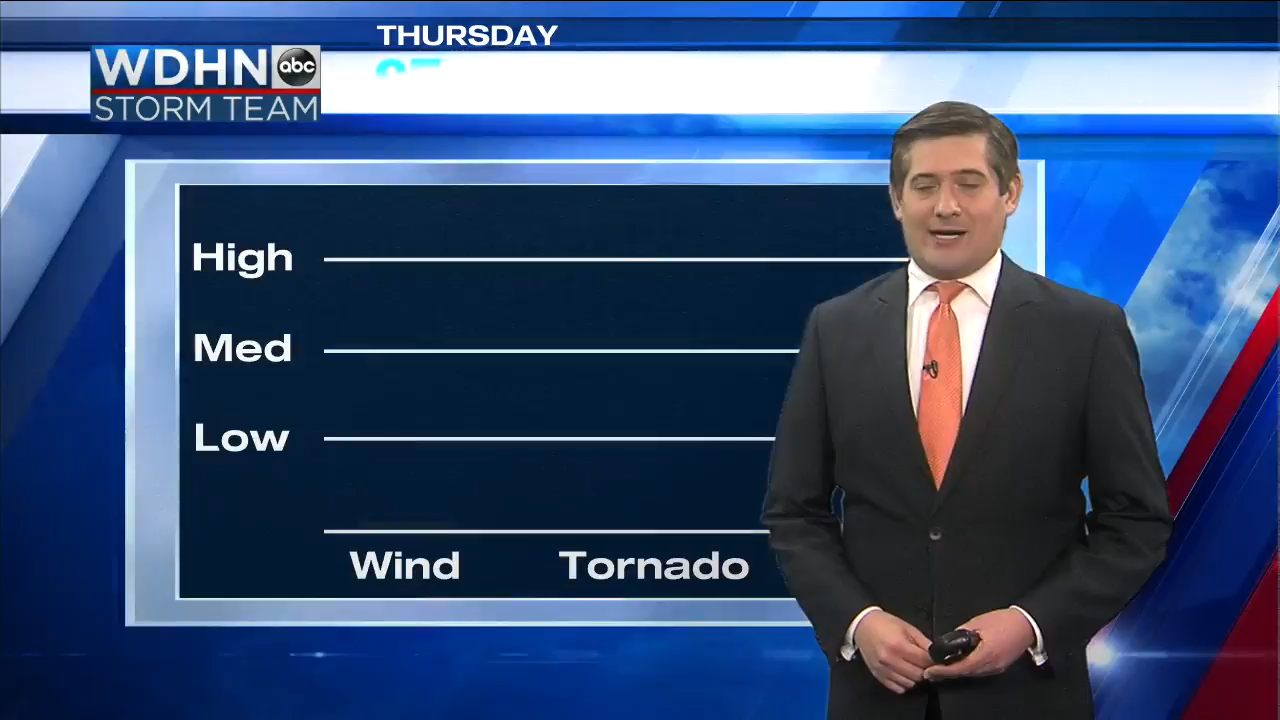 THURSDAY
WDHN abc
STORM TEAM
High
Med
Low
Wind Tornado